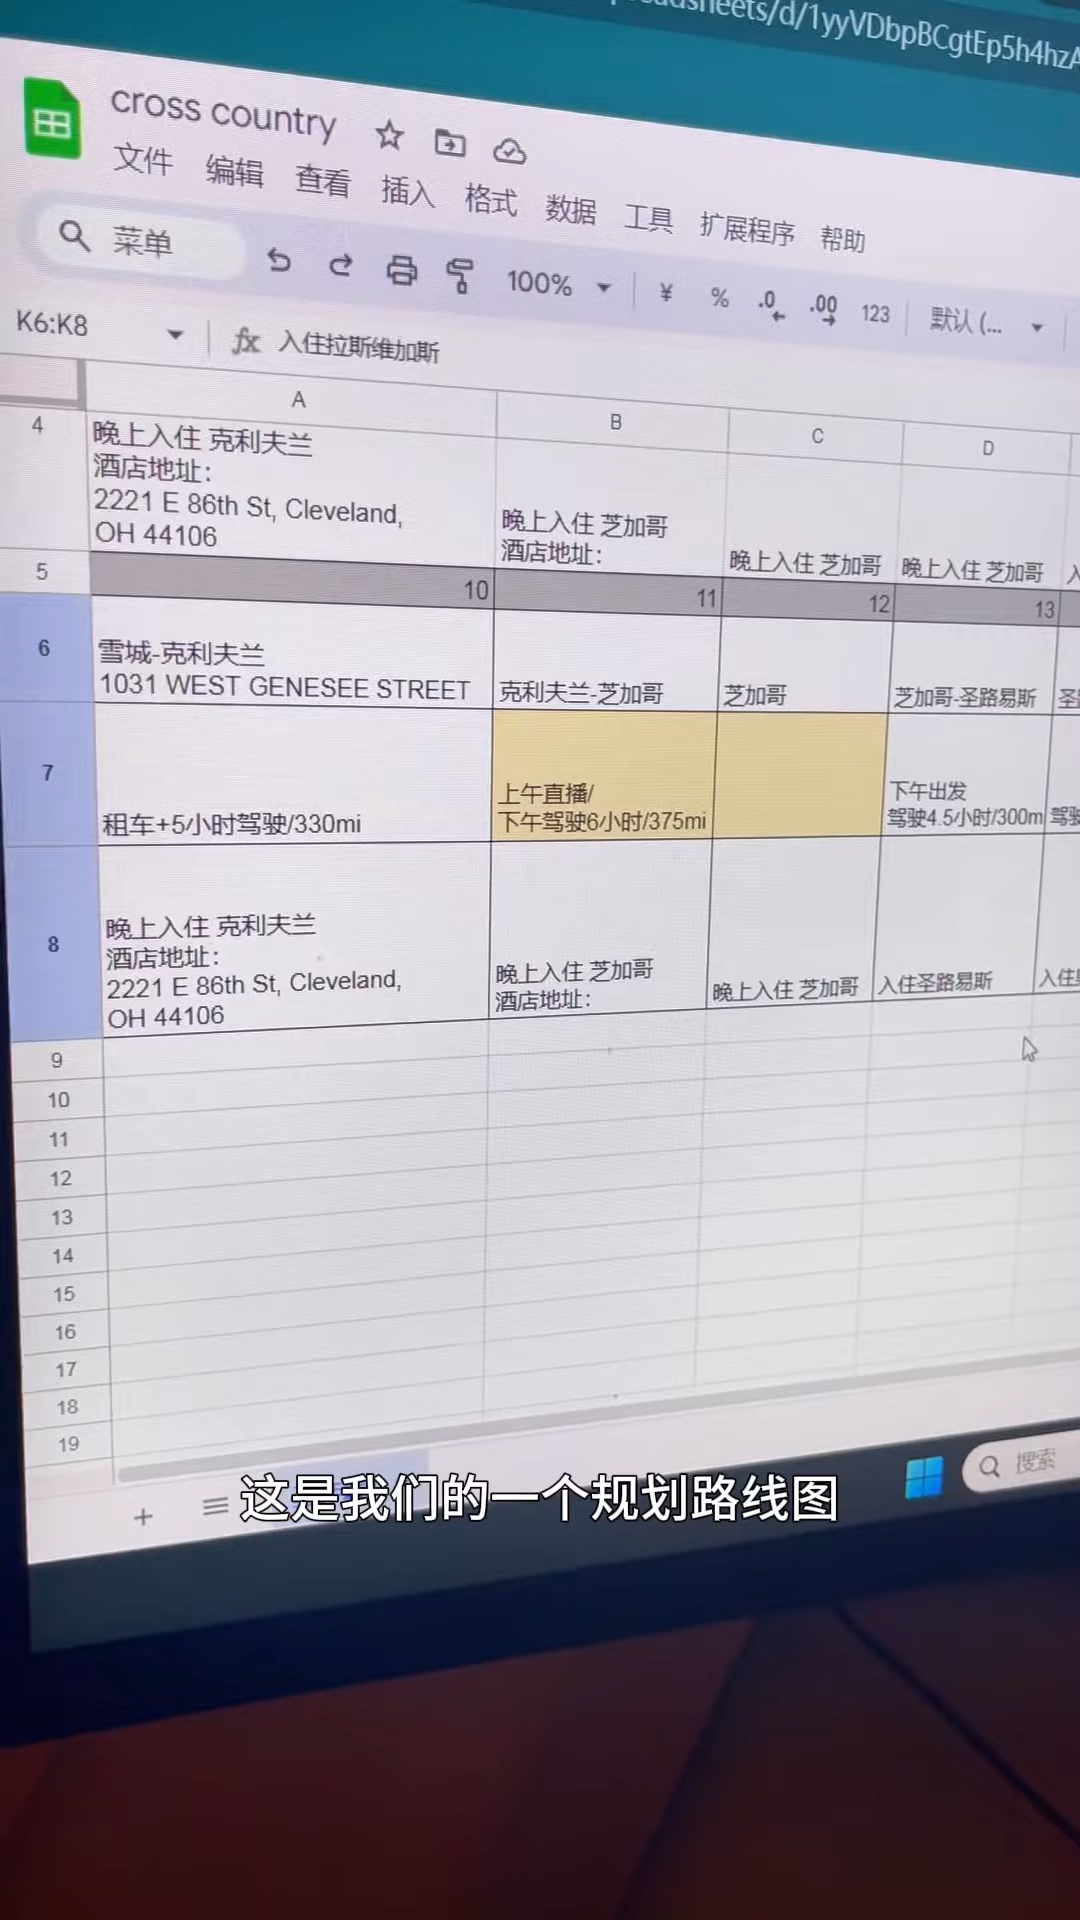 eadsheets/d/1yyVDbpBCgtEp5h4hzA
cross country
文件 编辑 查看 插入 格式 数据 工具 扩展程序 帮助
菜单 100% ¥ % .0 .00 123 默认 (...
K6:K8 fx 入住拉斯维加斯
A B C D
4
晚上入住 克利夫兰
酒店地址：
2221 E 86th St, Cleveland,
OH 44106
晚上入住 芝加哥
酒店地址：
晚上入住 芝加哥
晚上入住 芝加哥
入
5 10 11 12 13
6
雪城-克利夫兰
1031 WEST GENESEE STREET
克利夫兰-芝加哥
芝加哥
芝加哥-圣路易斯
圣
7
租车+5小时驾驶/330mi
上午直播/
下午驾驶6小时/375mi
下午出发
驾驶4.5小时/300m
驾驶
8
晚上入住 克利夫兰
酒店地址：
2221 E 86th St, Cleveland,
OH 44106
晚上入住 芝加哥
酒店地址：
晚上入住 芝加哥
入住圣路易斯
入住
9
10
11
12
13
14
15
16
17
18
19
搜索
这是我们的一个规划路线图